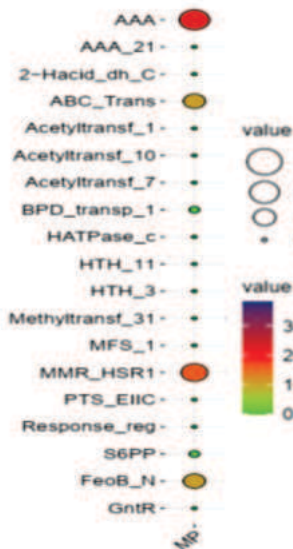 AAA
AAA_21
2-Hacid_dh_C
ABC_Trans
Acetyltransf_1
Acetyltransf_10
Acetyltransf_7
BPD_transp_1
HATPase_c
HTH_11
HTH_3
Methyltransf_31
MFS_1
MMR_HSR1
PTS_EIIC
Response_reg
S6PP
FeoB_N
GntR
MP
value
value
3
2
1
0